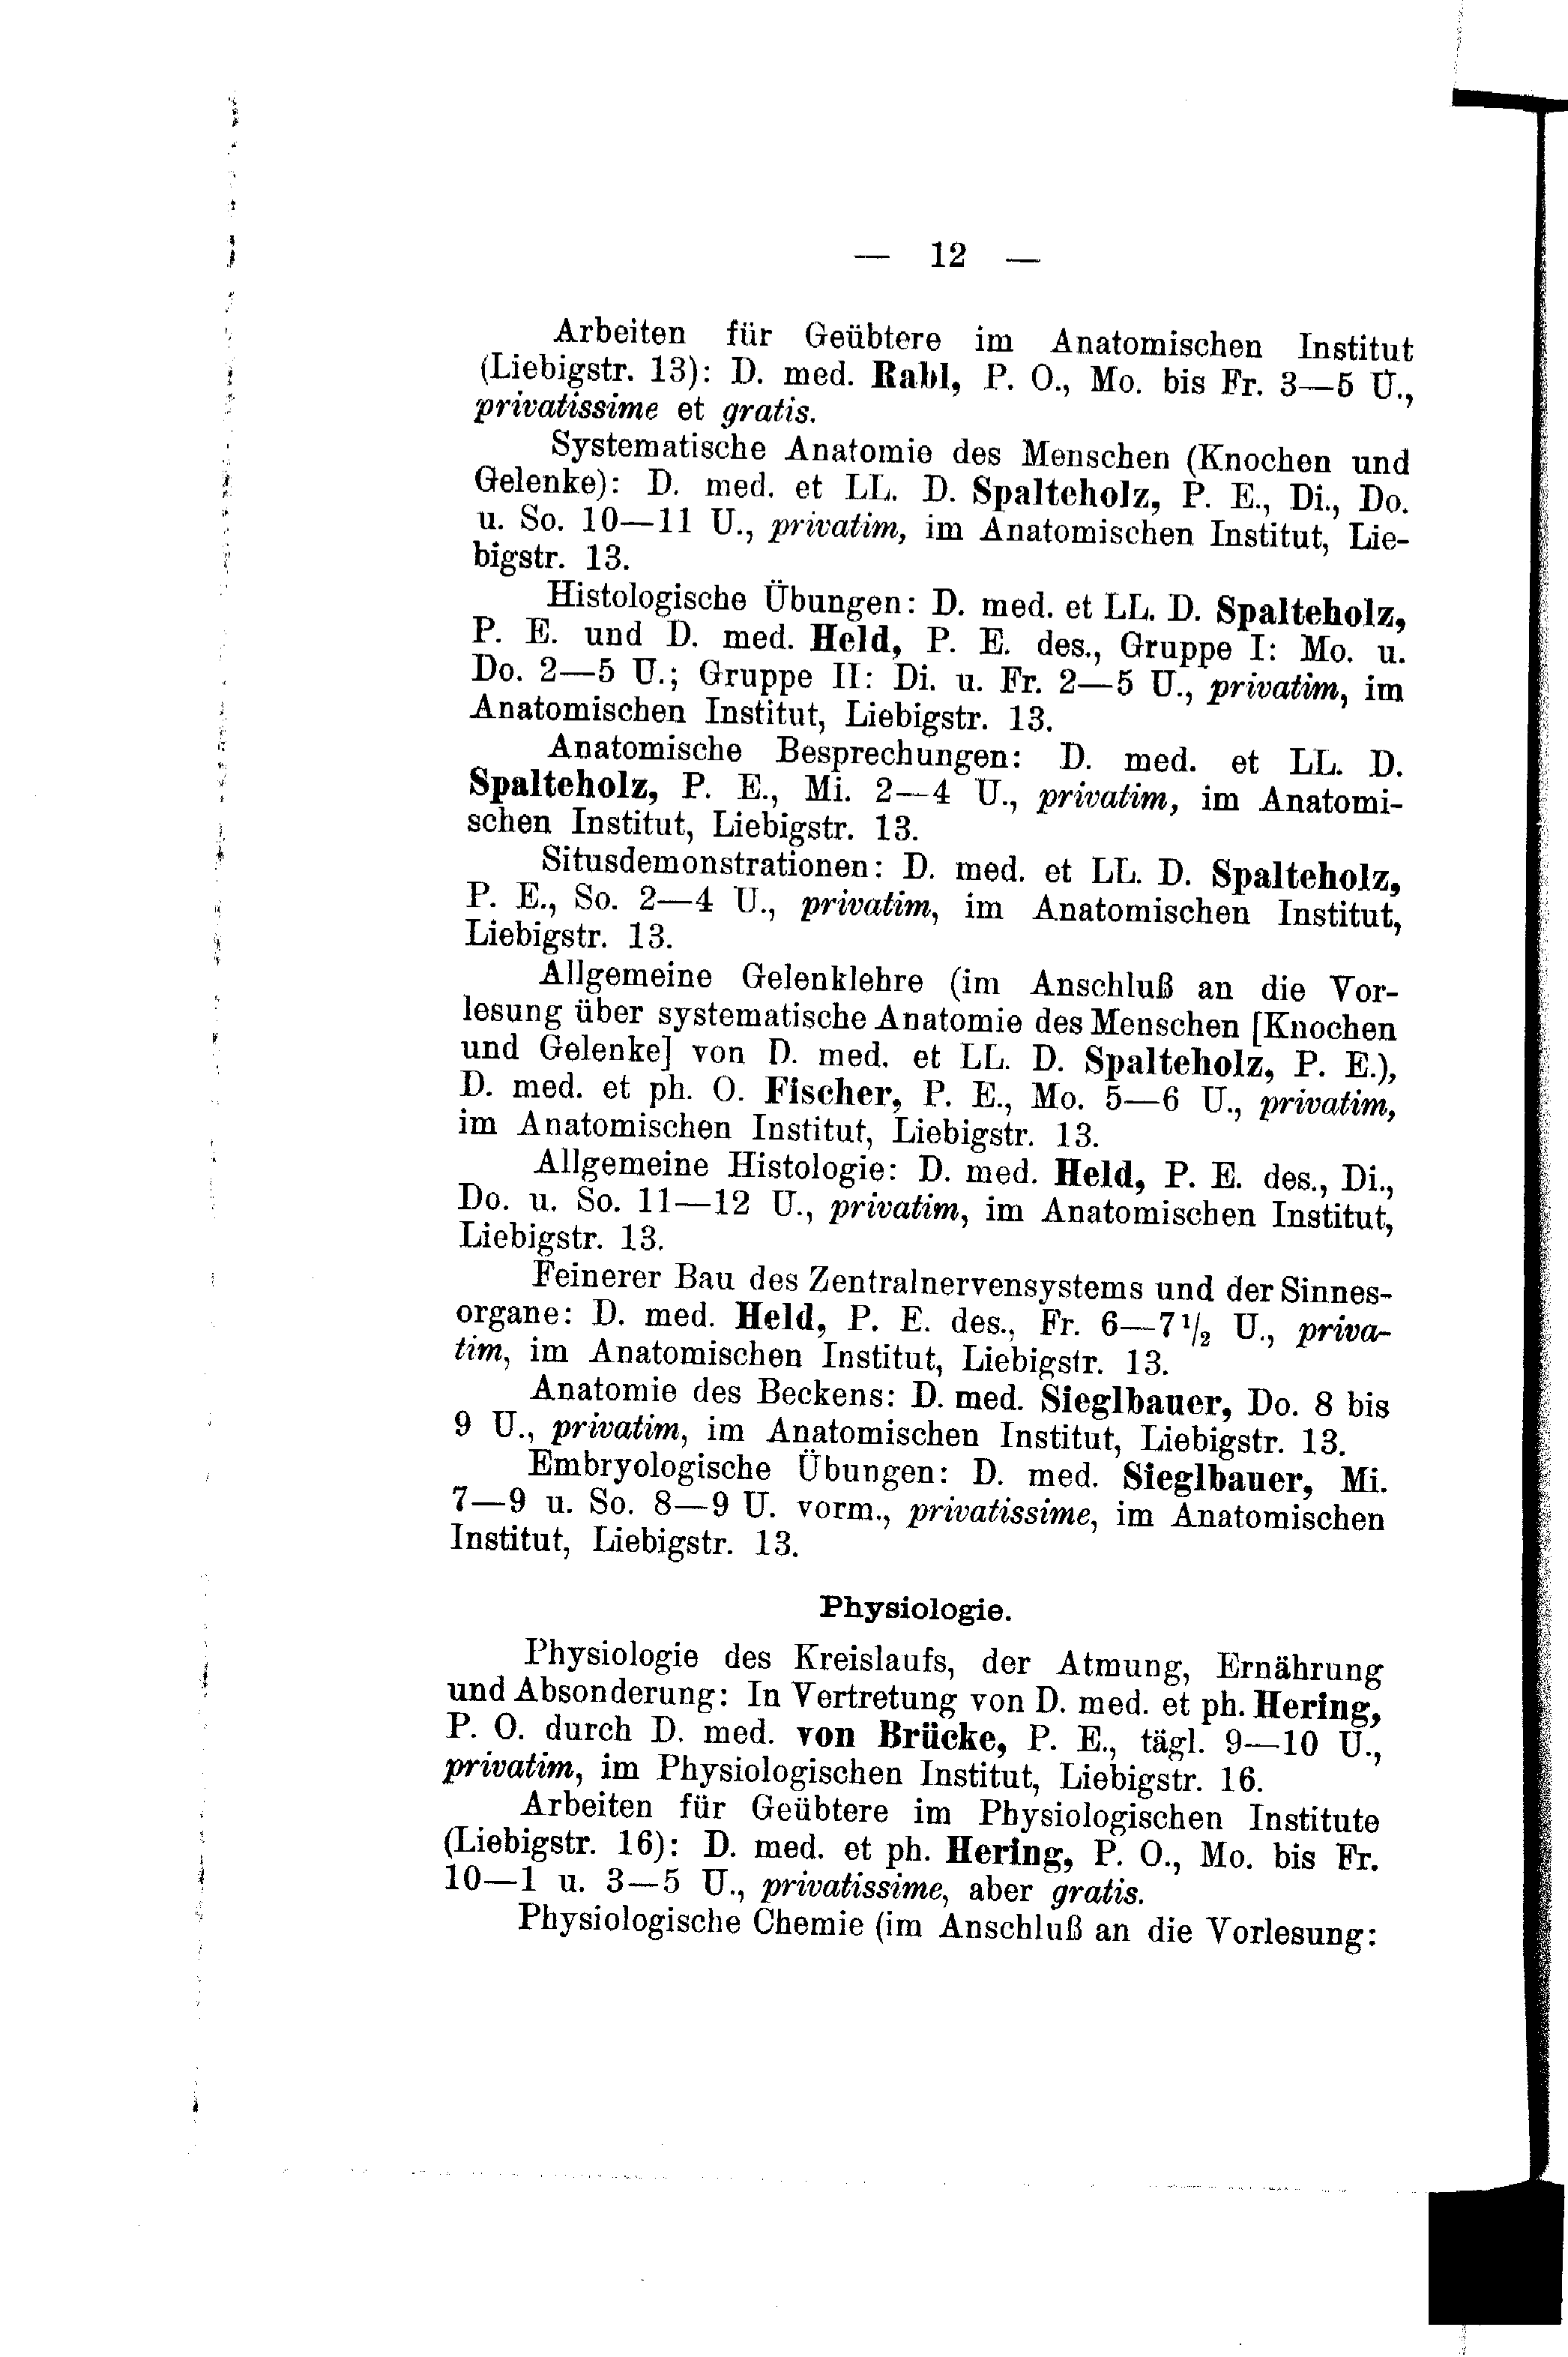 — 12 —
Arbeiten für Geübtere im Anatomischen Institut
(Liebigstr. 13): D. med. Rabl, P. O., Mo. bis Fr. 3—5 U.,
privatissime et gratis.
Systematische Anatomie des Menschen (Knochen und
Gelenke): D. med. et LL. D. Spalteholz, P. E., Di., Do.
u. So. 10—11 U., privatim, im Anatomischen Institut, Lie-
bigstr. 13.
Histologische Übungen: D. med. et LL. D. Spalteholz,
P. E. und D. med. Held, P. E. des., Gruppe I: Mo. u.
Do. 2—5 U.; Gruppe II: Di. u. Fr. 2—5 U., privatim, im
Anatomischen Institut, Liebigstr. 13.
Anatomische Besprechungen: D. med. et LL. D.
Spalteholz, P. E., Mi. 2—4 U., privatim, im Anatomi-
schen Institut, Liebigstr. 13.
Situsdemonstrationen: D. med. et LL. D. Spalteholz,
P. E., So. 2—4 U., privatim, im Anatomischen Institut,
Liebigstr. 13.
Allgemeine Gelenklehre (im Anschluß an die Vor-
lesung über systematische Anatomie des Menschen [Knochen
und Gelenke] von D. med. et LL. D. Spalteholz, P. E.),
D. med. et ph. O. Fischer, P. E., Mo. 5—6 U., privatim,
im Anatomischen Institut, Liebigstr. 13.
Allgemeine Histologie: D. med. Held, P. E. des., Di.,
Do. u. So. 11—12 U., privatim, im Anatomischen Institut,
Liebigstr. 13.
Feinerer Bau des Zentralnervensystems und der Sinnes-
organe: D. med. Held, P. E. des., Fr. 6—7 1/2 U., priva-
tim, im Anatomischen Institut, Liebigstr. 13.
Anatomie des Beckens: D. med. Sieglbauer, Do. 8 bis
9 U., privatim, im Anatomischen Institut, Liebigstr. 13.
Embryologische Übungen: D. med. Sieglbauer, Mi.
7—9 u. So. 8—9 U. vorm., privatissime, im Anatomischen
Institut, Liebigstr. 13.
Physiologie.
Physiologie des Kreislaufs, der Atmung, Ernährung
und Absonderung: In Vertretung von D. med. et ph. Hering,
P. O. durch D. med. von Brücke, P. E., tägl. 9—10 U.,
privatim, im Physiologischen Institut, Liebigstr. 16.
Arbeiten für Geübtere im Physiologischen Institute
(Liebigstr. 16): D. med. et ph. Hering, P. O., Mo. bis Fr.
10—1 u. 3—5 U., privatissime, aber gratis.
Physiologische Chemie (im Anschluß an die Vorlesung: